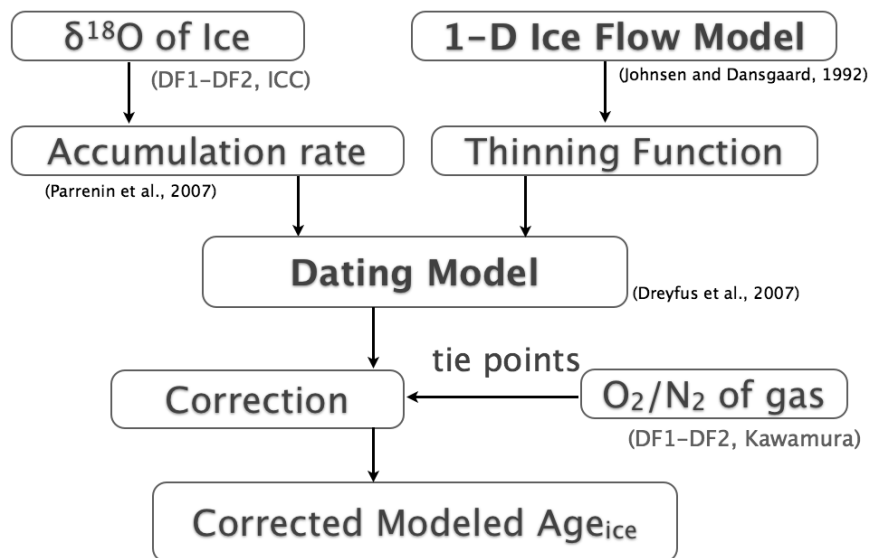 δ¹⁸O of Ice
1-D Ice Flow Model
(DF1-DF2, ICC)
(Johnsen and Dansgaard, 1992)
Accumulation rate
Thinning Function
(Parrenin et al., 2007)
Dating Model
(Dreyfus et al., 2007)
tie points
Correction
O₂/N₂ of gas
(DF1-DF2, Kawamura)
Corrected Modeled Ageᵢcₑ